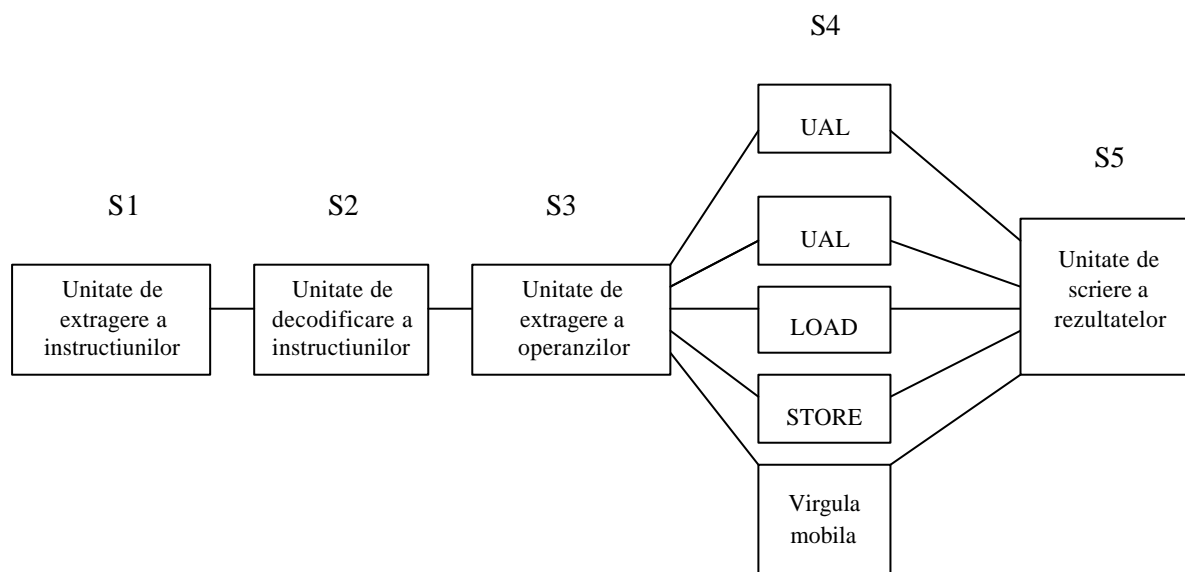 S4
UAL
S5
S1
S2
S3
UAL
Unitate de
extragere a
instructiunilor
Unitate de
decodificare a
instructiunilor
Unitate de
extragere a
operanzilor
LOAD
Unitate de
scriere a
rezultatelor
STORE
Virgula
mobila